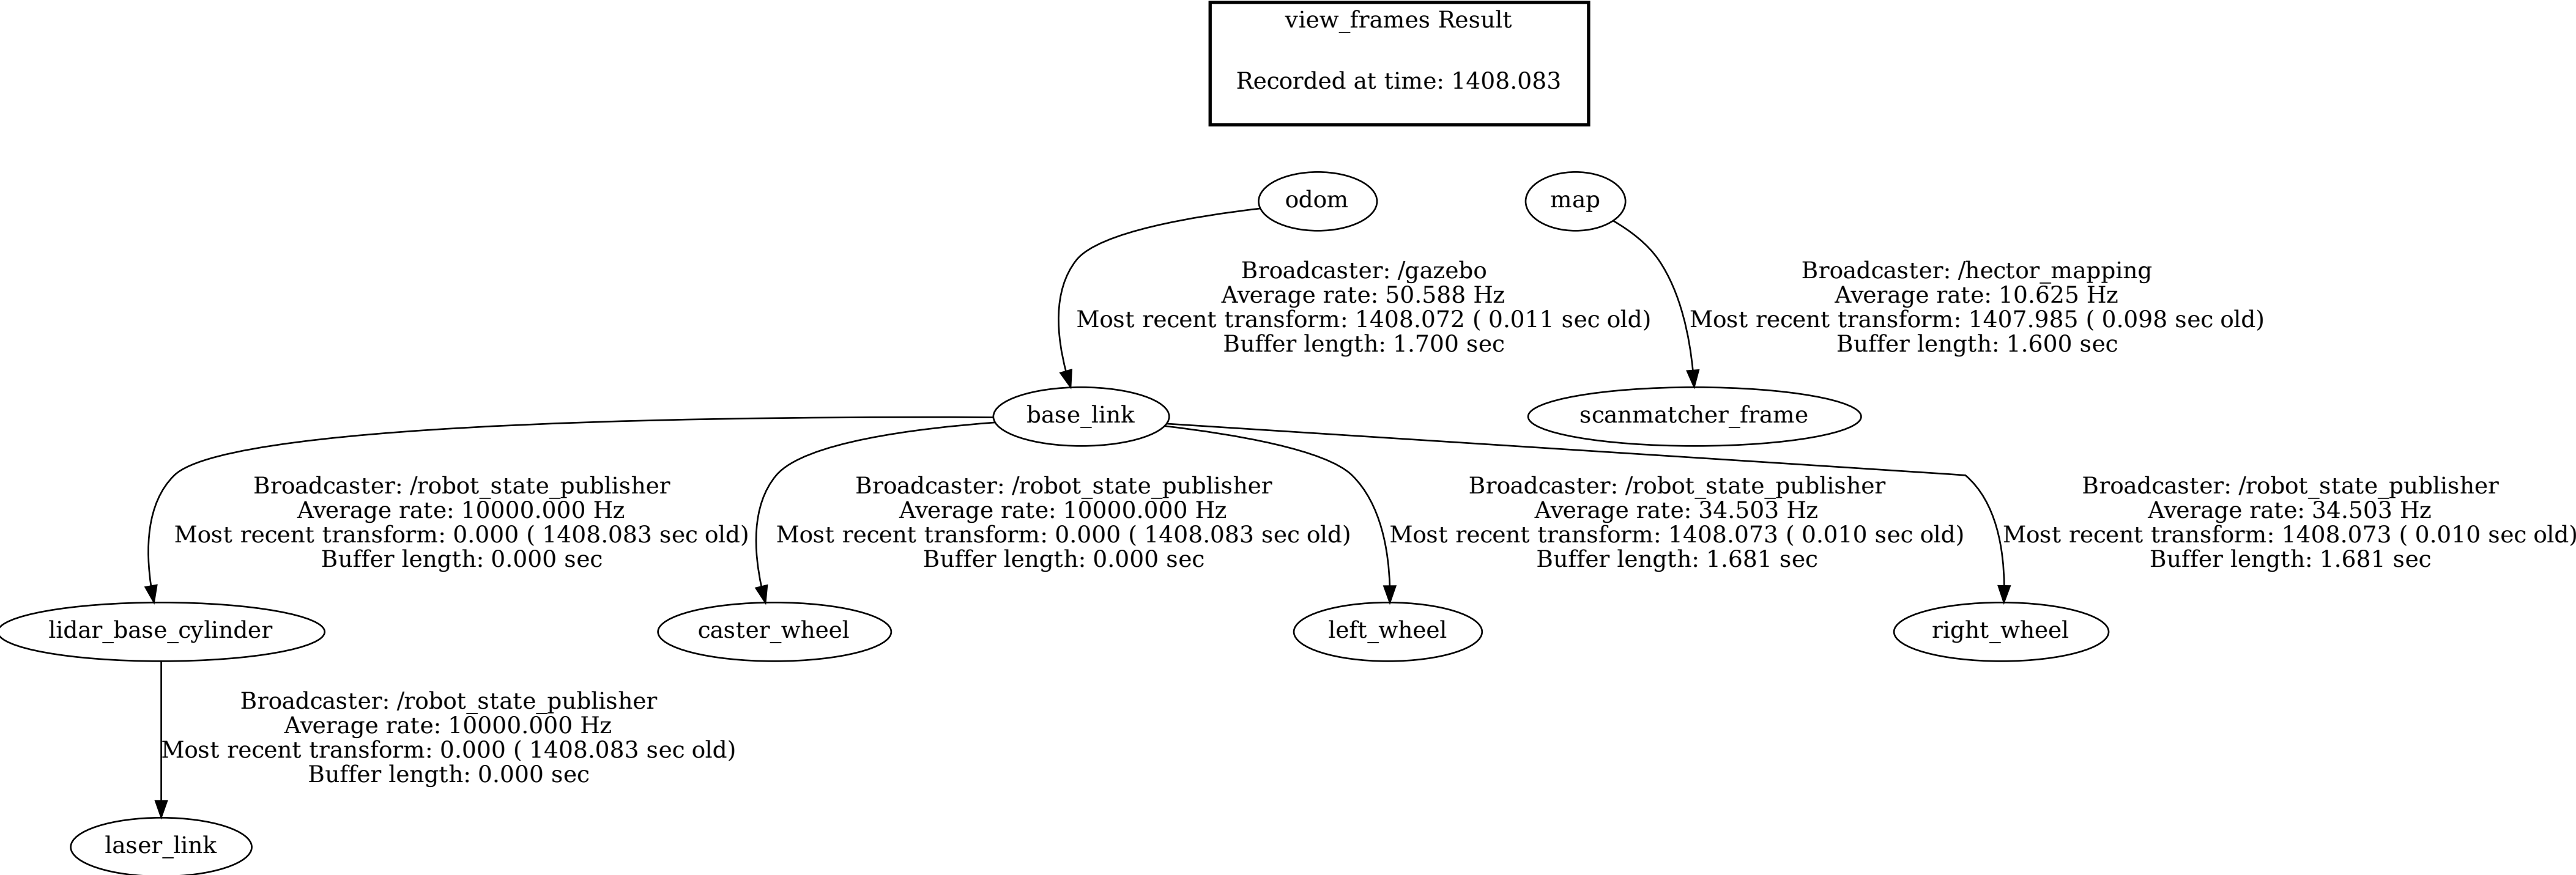 view_frames Result
Recorded at time: 1408.083
odom
map
Broadcaster: /gazebo
Average rate: 50.588 Hz
Most recent transform: 1408.072 ( 0.011 sec old)
Buffer length: 1.700 sec
Broadcaster: /hector_mapping
Average rate: 10.625 Hz
Most recent transform: 1407.985 ( 0.098 sec old)
Buffer length: 1.600 sec
base_link
scanmatcher_frame
Broadcaster: /robot_state_publisher
Average rate: 10000.000 Hz
Most recent transform: 0.000 ( 1408.083 sec old)
Buffer length: 0.000 sec
Broadcaster: /robot_state_publisher
Average rate: 10000.000 Hz
Most recent transform: 0.000 ( 1408.083 sec old)
Buffer length: 0.000 sec
Broadcaster: /robot_state_publisher
Average rate: 34.503 Hz
Most recent transform: 1408.073 ( 0.010 sec old)
Buffer length: 1.681 sec
Broadcaster: /robot_state_publisher
Average rate: 34.503 Hz
Most recent transform: 1408.073 ( 0.010 sec old)
Buffer length: 1.681 sec
lidar_base_cylinder
caster_wheel
left_wheel
right_wheel
Broadcaster: /robot_state_publisher
Average rate: 10000.000 Hz
Most recent transform: 0.000 ( 1408.083 sec old)
Buffer length: 0.000 sec
laser_link